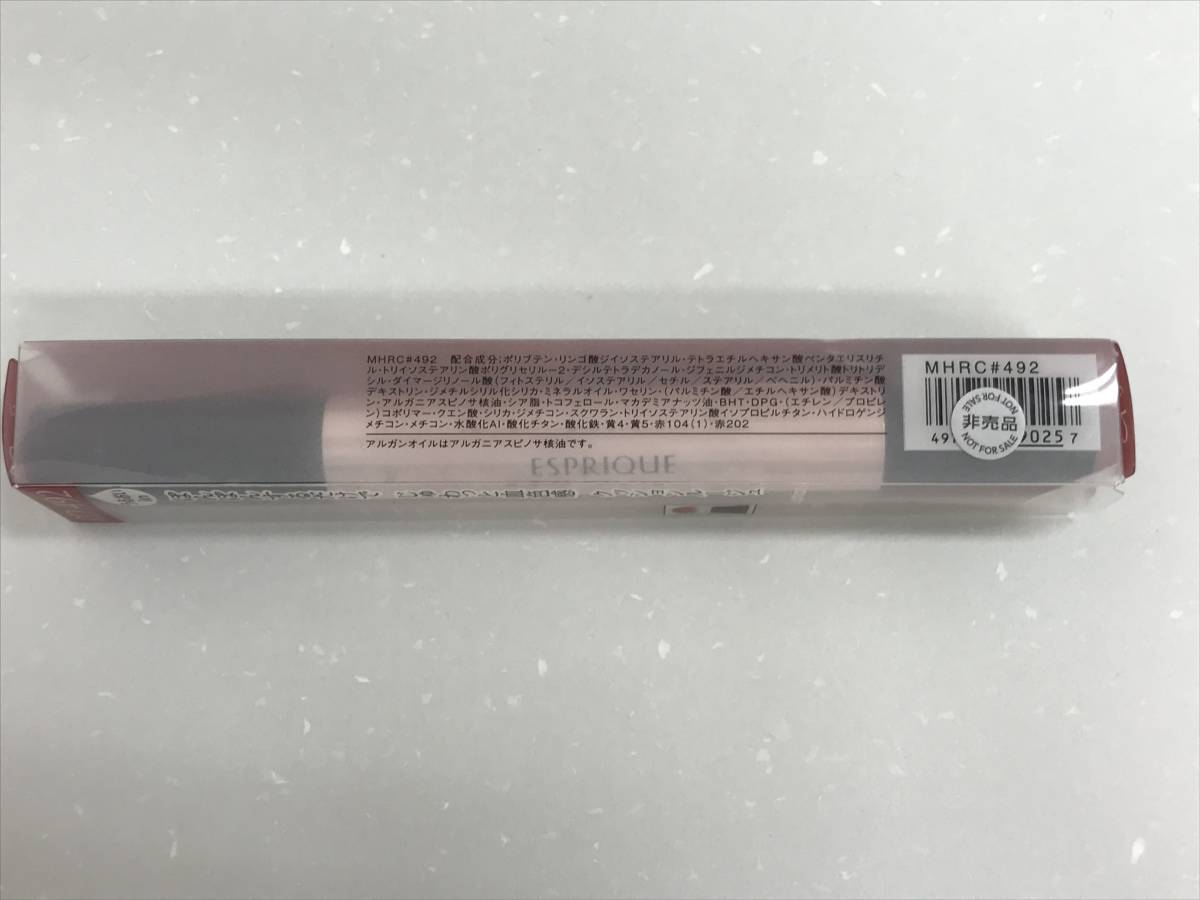 MHRC#492 配合成分;ポリブテン・リンゴ酸ジイソステアリル・テトラエチルヘキサン酸ペンタエリスリチ
ル・トリイソステアリン酸ポリグリセリル－2・デシルテトラデカノール・ジフェニルジメチコン・トリメリト酸トリトリデ
シル・ダイマージリノール酸(フィトステリル／イソステアリル／セチル／ステアリル／ベヘニル)・パルミチン酸
デキストリン・ジメチルシリル化シリカ・ミネラルオイル・ワセリン・(パルミチン酸／エチルヘキサン酸)デキストリ
ン・アルガニアスピノサ核油・シア脂・トコフェロール・マカデミアナッツ油・BHT・DPG・(エチレン／プロピレ
ン)コポリマー・クエン酸・シリカ・ジメチコン・スクワラン・トリイソステアリン酸イソプロピルチタン・ハイドロゲンジ
メチコン・メチコン・水酸化Al・酸化チタン・酸化鉄・黄4・黄5・赤104(1)・赤202
アルガンオイルはアルガニアスピノサ核油です。
ESPRIQUE
MHRC#492
NOT FOR SALE
非売品
NOT FOR SALE
49 0025 7